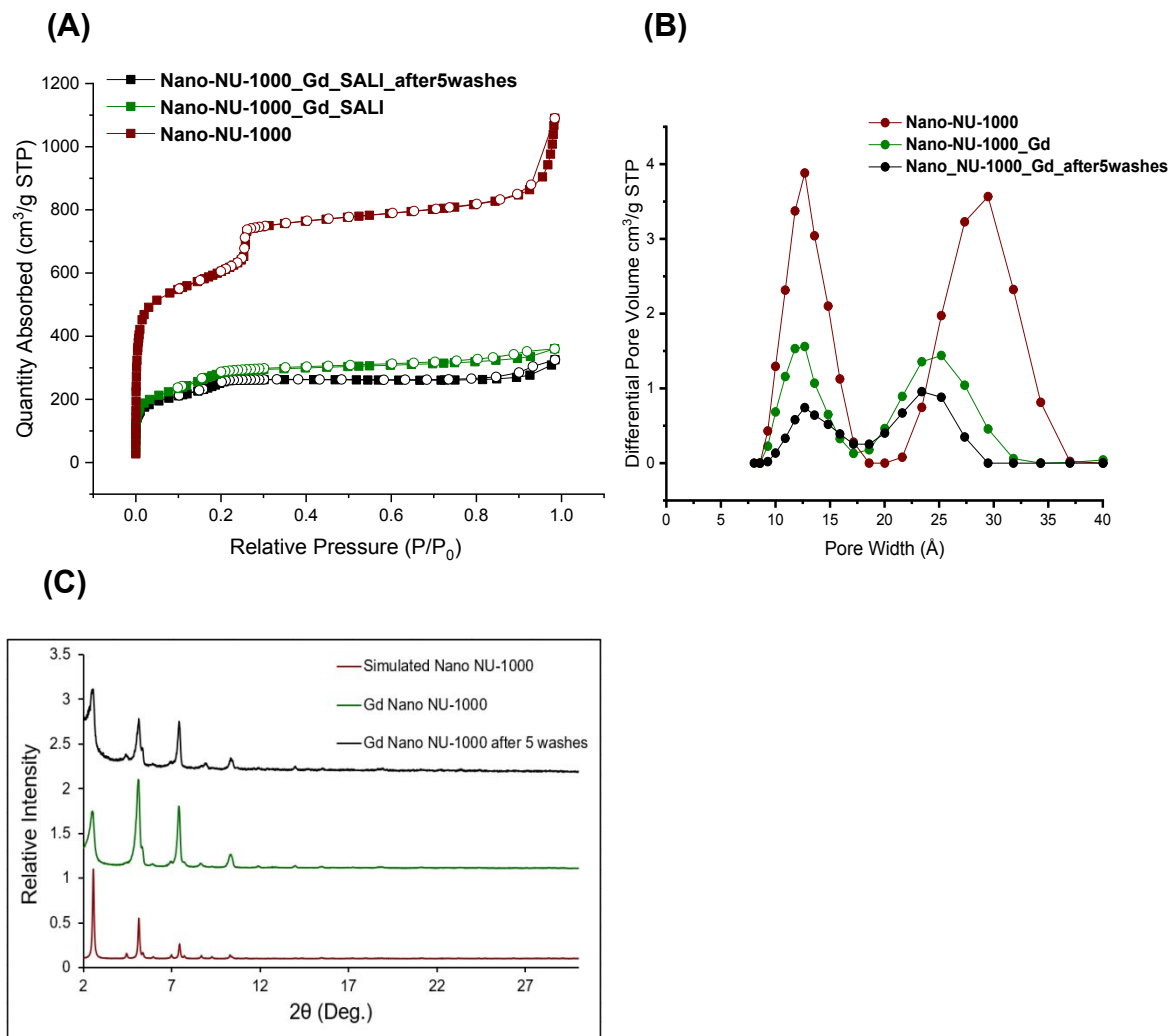 (A)
Nano-NU-1000_Gd_SALI_after5washes
Nano-NU-1000_Gd_SALI
Nano-NU-1000
1200
1000
800
600
400
200
0
0.0 0.2 0.4 0.6 0.8 1.0
Quantity Absorbed (cm³/g STP)
Relative Pressure (P/P₀)
(B)
Nano-NU-1000
Nano-NU-1000_Gd
Nano_NU-1000_Gd_after5washes
4
3
2
1
0
0 5 10 15 20 25 30 35 40
Differential Pore Volume cm³/g STP
Pore Width (Å)
(C)
Simulated Nano NU-1000
Gd Nano NU-1000
Gd Nano NU-1000 after 5 washes
3.5
3
2.5
2
1.5
1
0.5
0
2 7 12 17 22 27
Relative Intensity
2θ (Deg.)